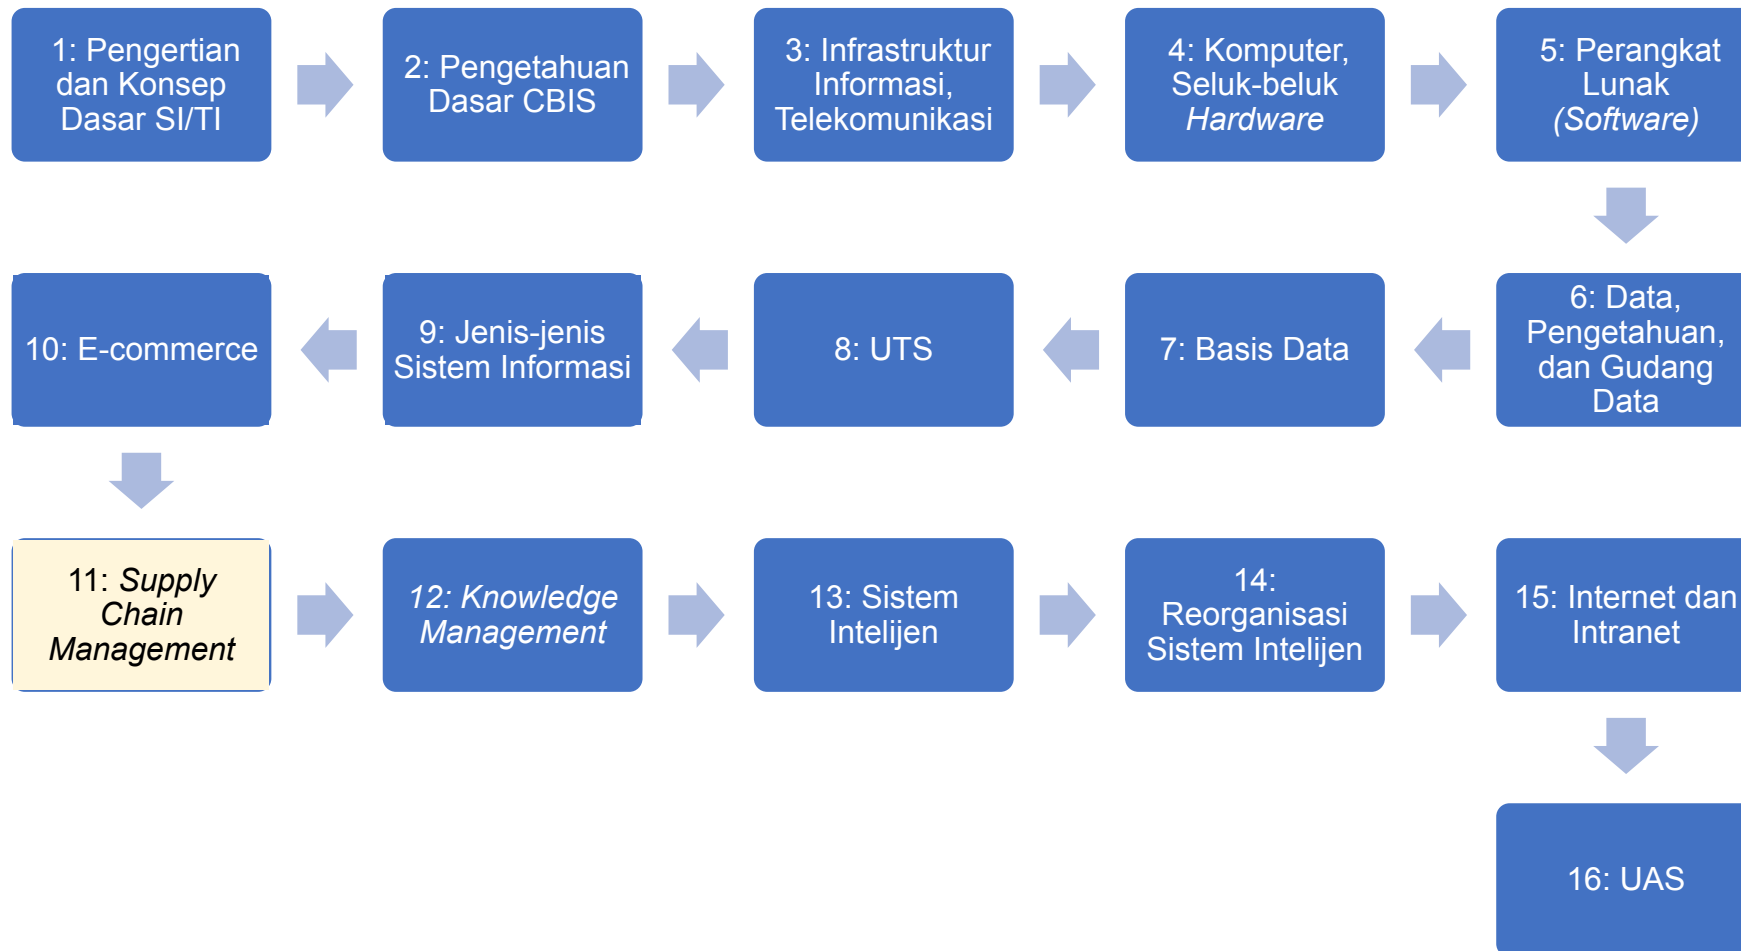 1: Pengertian
dan Konsep
Dasar SI/TI
2: Pengetahuan
Dasar CBIS
3: Infrastruktur
Informasi,
Telekomunikasi
4: Komputer,
Seluk-beluk
Hardware
5: Perangkat
Lunak
(Software)
6: Data,
Pengetahuan,
dan Gudang
Data
7: Basis Data
8: UTS
9: Jenis-jenis
Sistem Informasi
10: E-commerce
11: Supply
Chain
Management
12: Knowledge
Management
13: Sistem
Intelijen
14:
Reorganisasi
Sistem Intelijen
15: Internet dan
Intranet
16: UAS